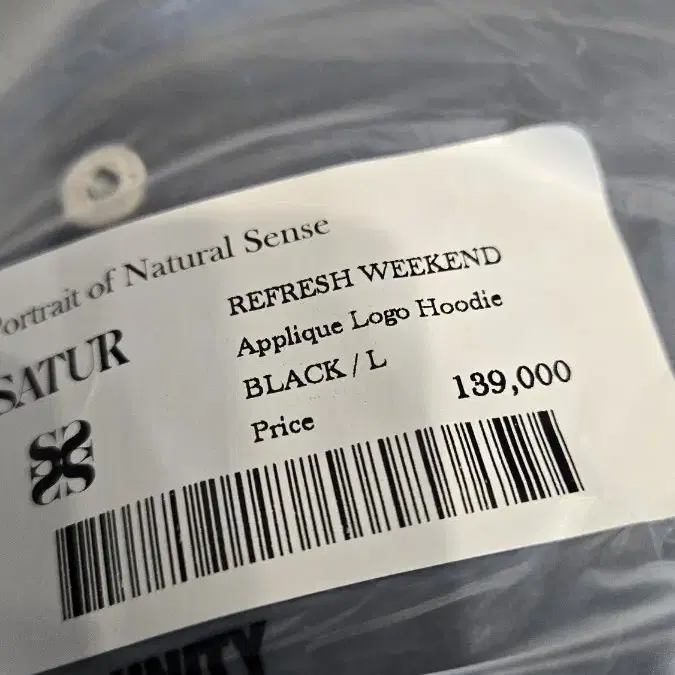 Portrait of Natural Sense
SATUR
REFRESH WEEKEND
Applique Logo Hoodie
BLACK / L
Price 139,000